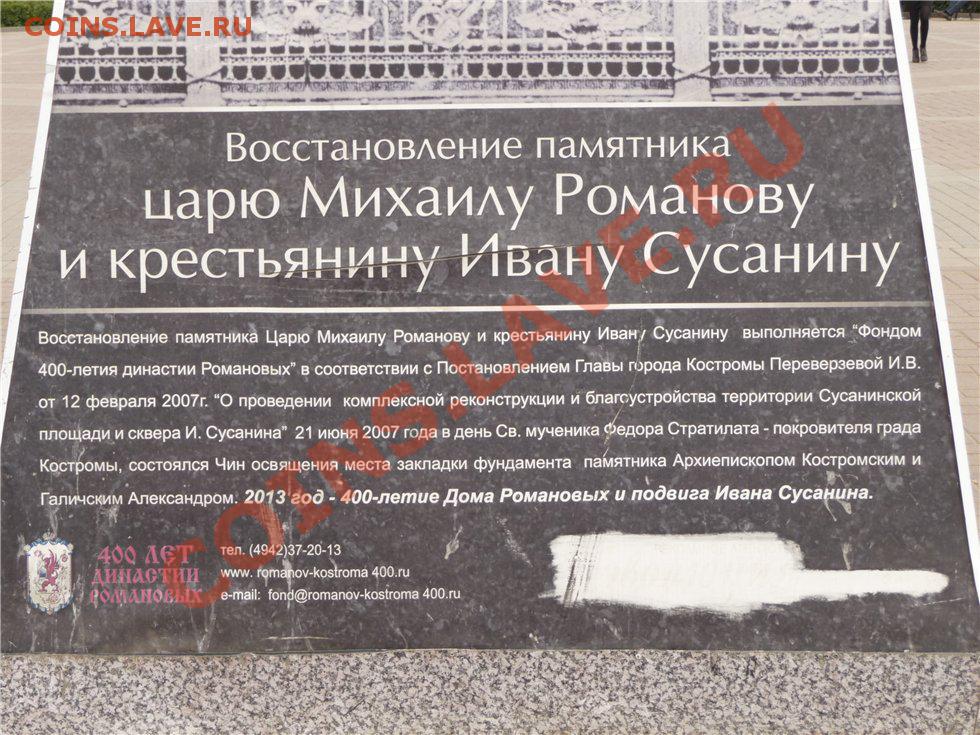 COINS.LAVE.RU
Восстановление памятника
царю Михаилу Романову
и крестьянину Ивану Сусанину
Восстановление памятника Царю Михаилу Романову и крестьянину Ивану Сусанину выполняется “Фондом
400-летия династии Романовых” в соответствии с Постановлением Главы города Костромы Переверзевой И.В.
от 12 февраля 2007г. “О проведении комплексной реконструкции и благоустройства территории Сусанинской
площади и сквера И. Сусанина” 21 июня 2007 года в день Св. мученика Федора Стратилата - покровителя града
Костромы, состоялся Чин освящения места закладки фундамента памятника Архиепископом Костромским и
Галичским Александром. 2013 год - 400-летие Дома Романовых и подвига Ивана Сусанина.
400 ЛЕТ
ДИНАСТИИ
РОМАНОВЫХ
тел. (4942)37-20-13
www. romanov-kostroma 400.ru
e-mail: fond@romanov-kostroma 400.ru
COINS.LAVE.RU